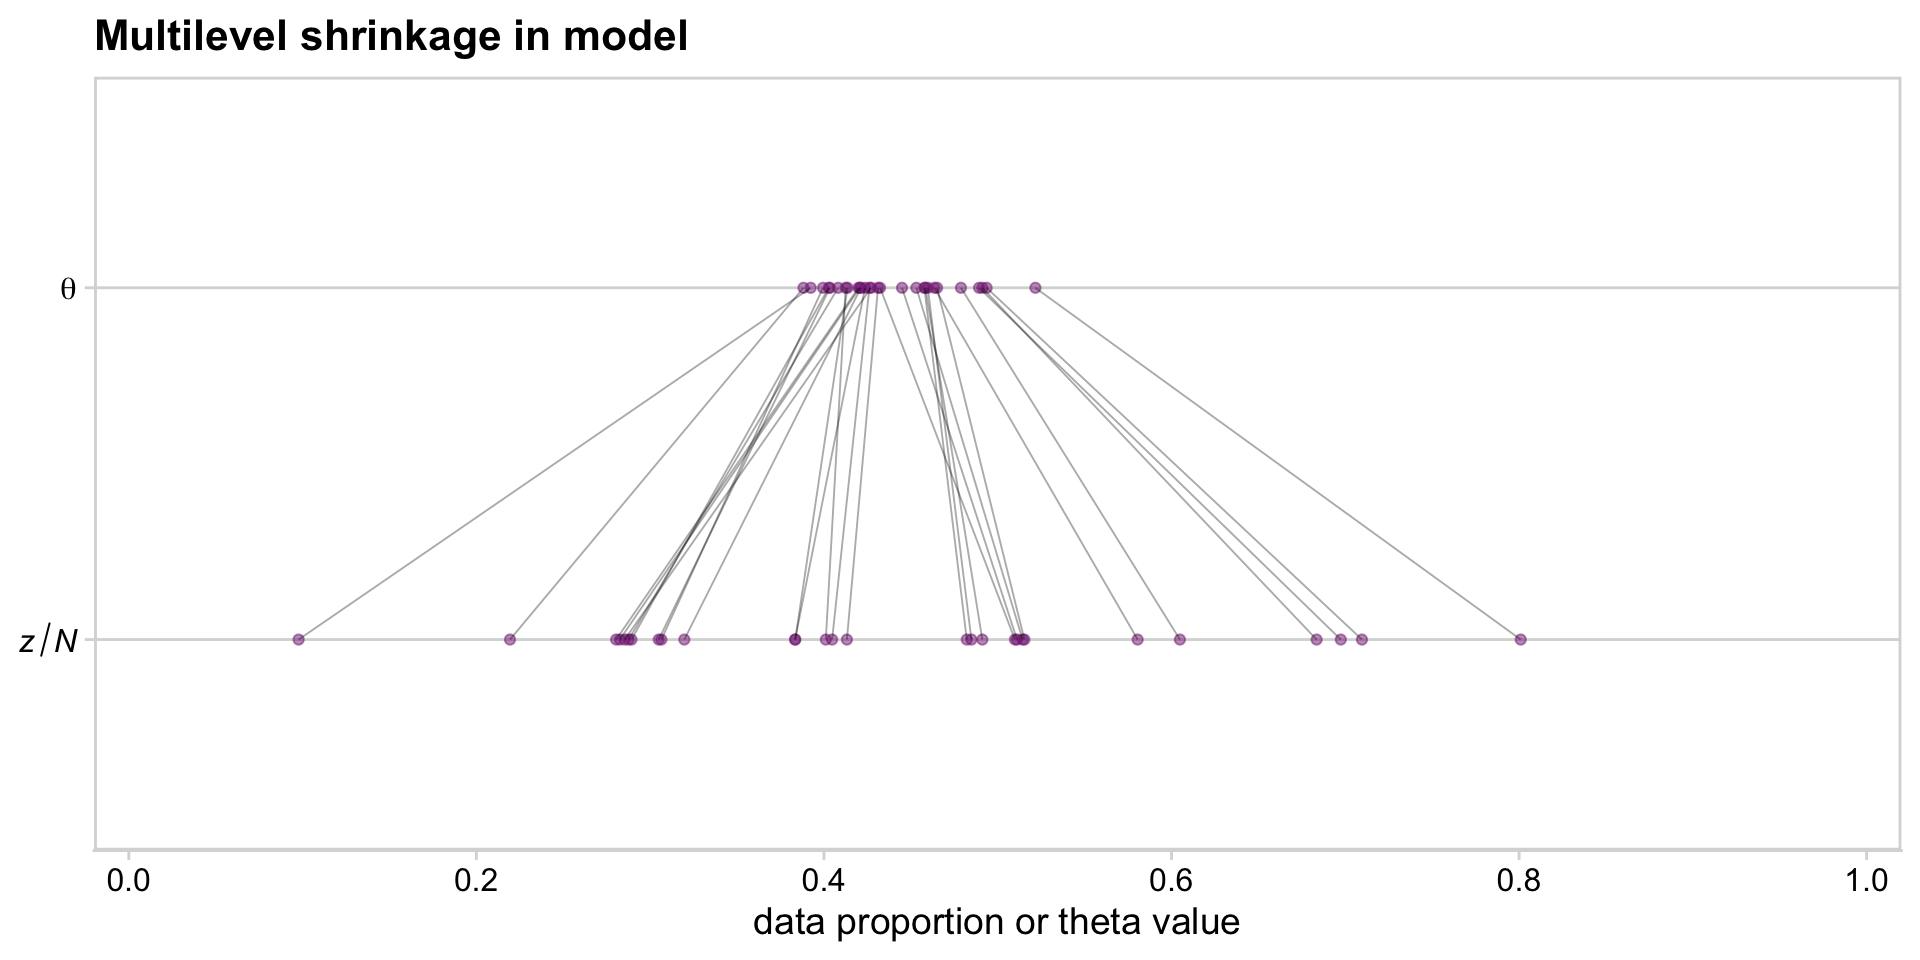 Multilevel shrinkage in model
θ
z/N
0.0 0.2 0.4 0.6 0.8 1.0
data proportion or theta value